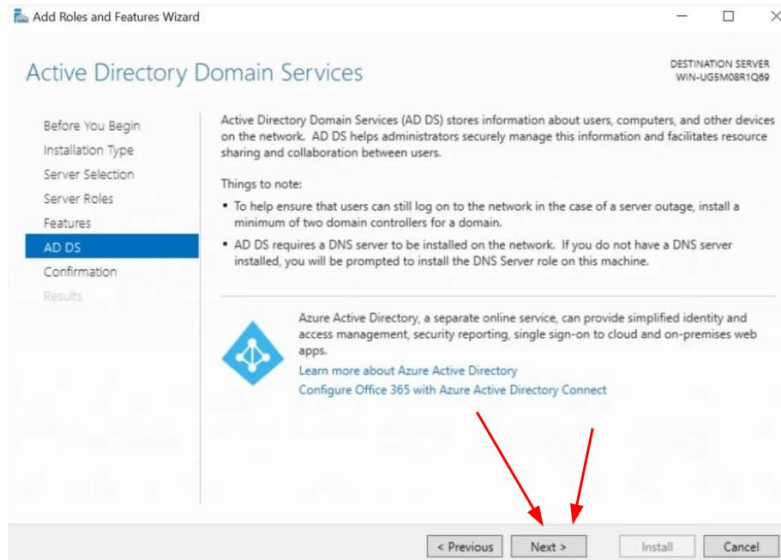 Add Roles and Features Wizard
Active Directory Domain Services
DESTINATION SERVER
WIN-UG5M08R1Q69
Before You Begin
Installation Type
Server Selection
Server Roles
Features
AD DS
Confirmation
Results
Active Directory Domain Services (AD DS) stores information about users, computers, and other devices
on the network. AD DS helps administrators securely manage this information and facilitates resource
sharing and collaboration between users.
Things to note:
• To help ensure that users can still log on to the network in the case of a server outage, install a
minimum of two domain controllers for a domain.
• AD DS requires a DNS server to be installed on the network. If you do not have a DNS server
installed, you will be prompted to install the DNS Server role on this machine.
Azure Active Directory, a separate online service, can provide simplified identity and
access management, security reporting, single sign-on to cloud and on-premises web
apps.
Learn more about Azure Active Directory
Configure Office 365 with Azure Active Directory Connect
< Previous
Next >
Install
Cancel